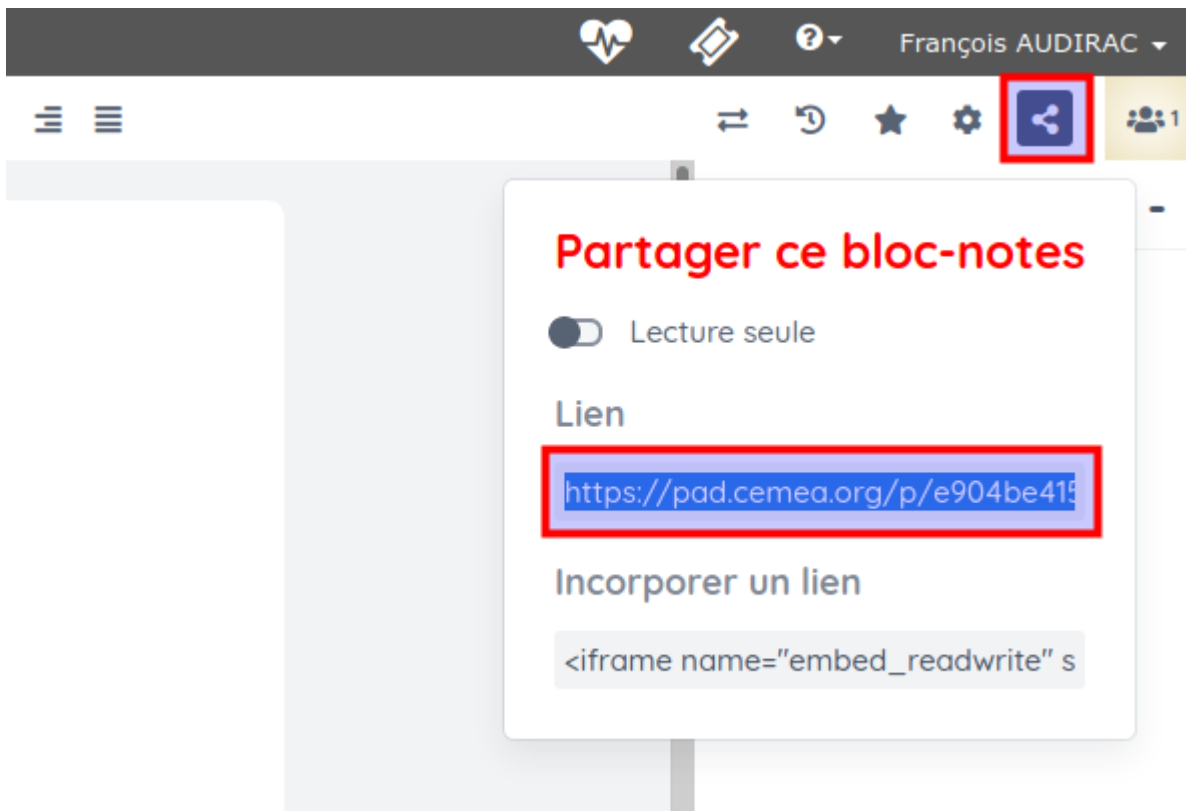 François AUDIRAC
1
Partager ce bloc-notes
Lecture seule
Lien
https://pad.cemea.org/p/e904be415
Incorporer un lien
<iframe name="embed_readwrite" s